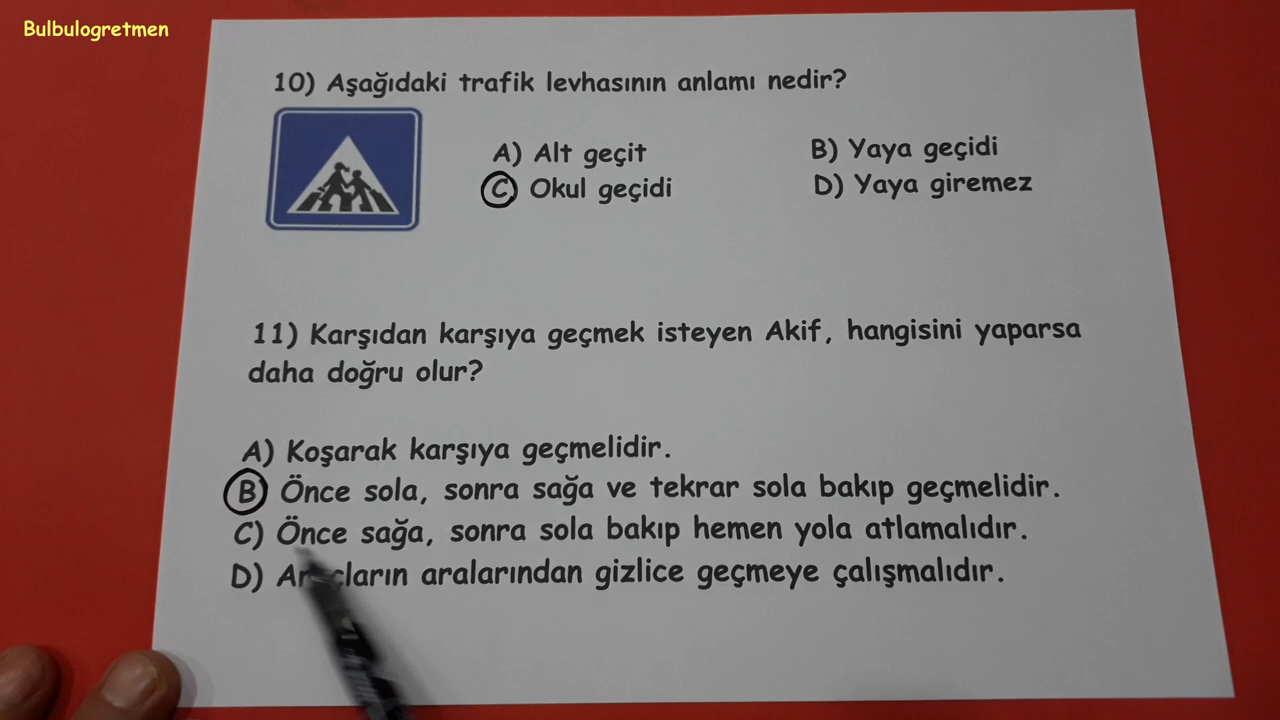 Bulbulogretmen
10) Aşağıdaki trafik levhasının anlamı nedir?
A) Alt geçit B) Yaya geçidi
C) Okul geçidi D) Yaya giremez
11) Karşıdan karşıya geçmek isteyen Akif, hangisini yaparsa
daha doğru olur?
A) Koşarak karşıya geçmelidir.
B) Önce sola, sonra sağa ve tekrar sola bakıp geçmelidir.
C) Önce sağa, sonra sola bakıp hemen yola atlamalıdır.
D) aralarından gizlice geçmeye çalışmalıdır.